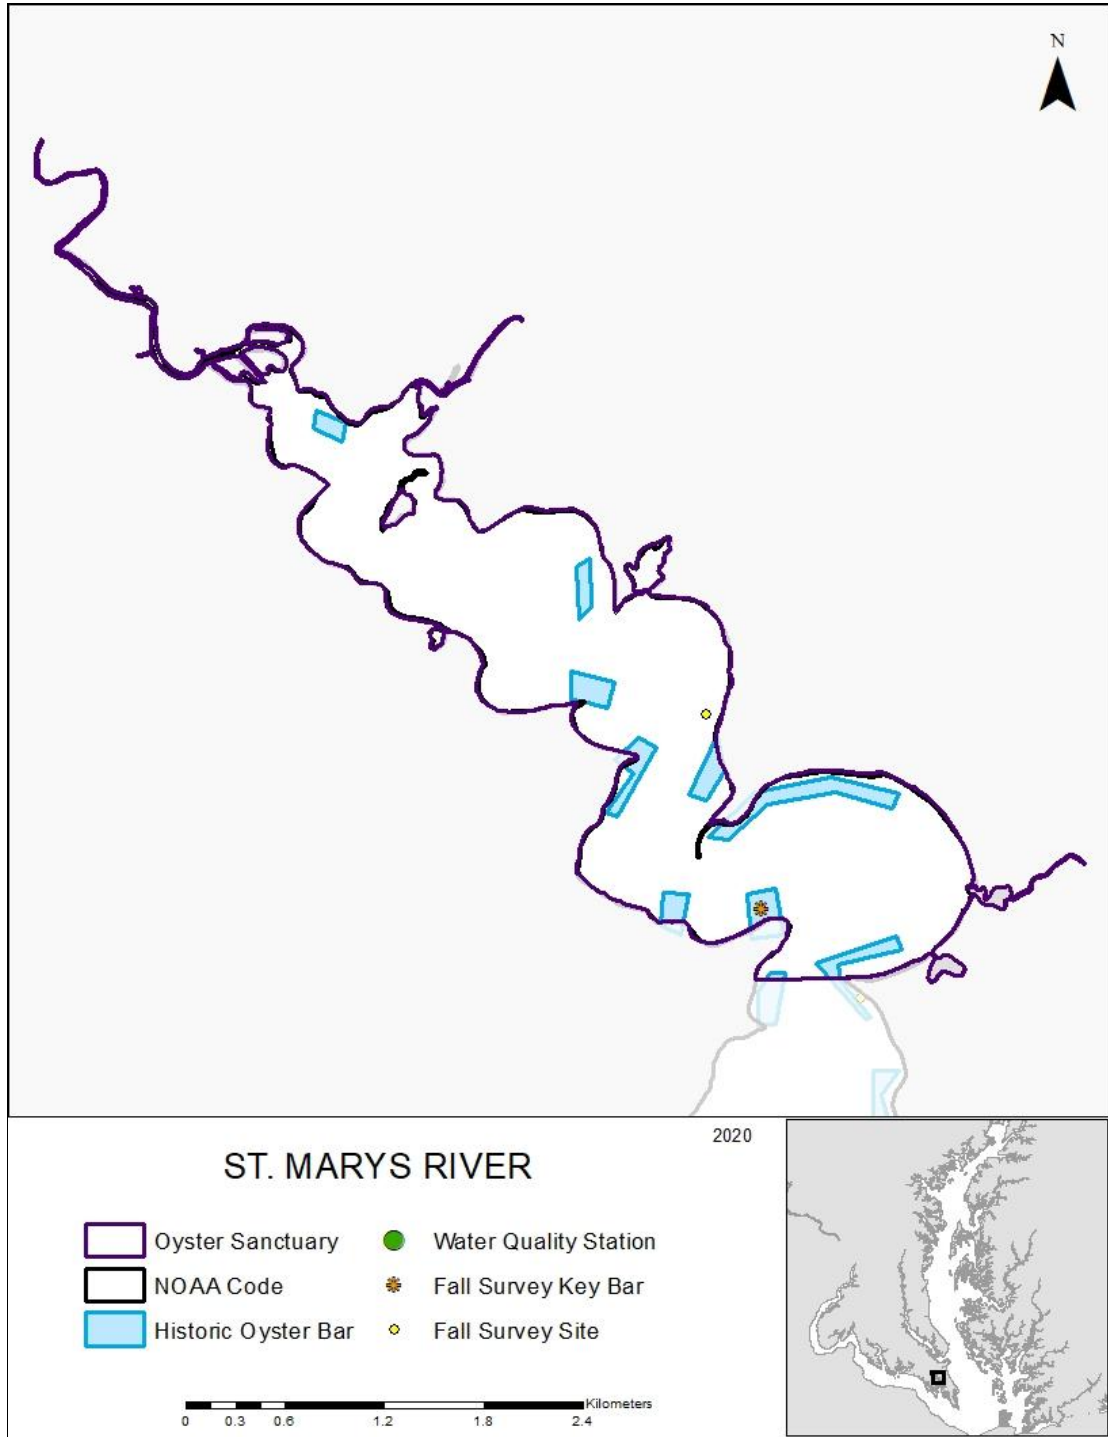 N
2020
ST. MARYS RIVER
Oyster Sanctuary
Water Quality Station
NOAA Code
Fall Survey Key Bar
Historic Oyster Bar
Fall Survey Site
Kilometers
0 0.3 0.6 1.2 1.8 2.4